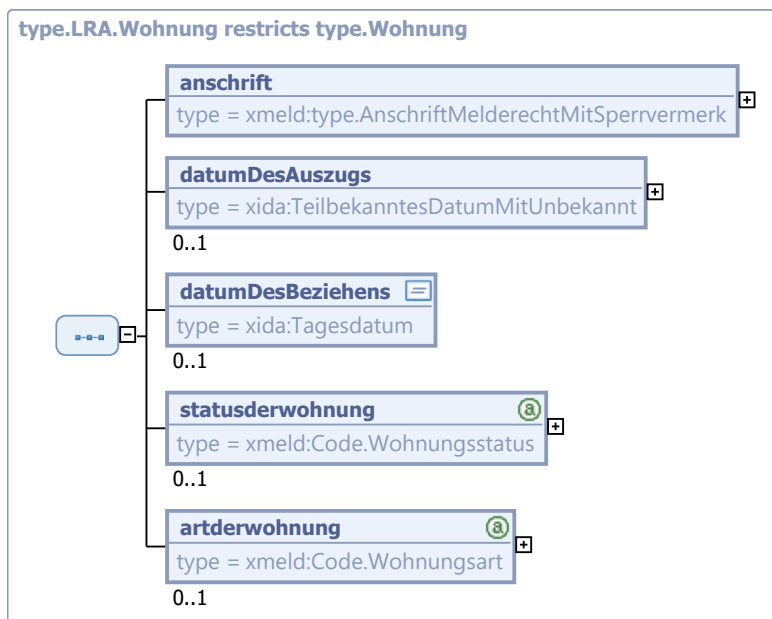 type.LRA.Wohnung restricts type.Wohnung
anschrift
type = xmeld:type.AnschriftMelderechtMitSperrvermerk
datumDesAuszugs
type = xida:TeilbekanntesDatumMitUnbekannt
0..1
datumDesBeziehens
type = xida:Tagesdatum
0..1
statusderwohnung
type = xmeld:Code.Wohnungsstatus
0..1
artderwohnung
type = xmeld:Code.Wohnungsart
0..1